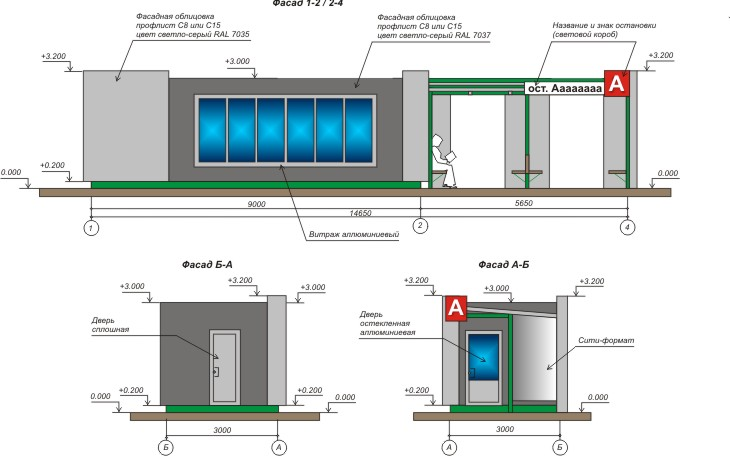 Фасад 1-2 / 2-4
Фасадная облицовка
профлист С8 или С15
цвет светло-серый RAL 7035
Фасадная облицовка
профлист С8 или С15
цвет светло-серый RAL 7037
Название и знак остановки
(световой короб)
+3.200
+3.000
+3.200
ост. Аааааааа
А
0.000
+0.200
0.000
9000
5650
14650
1
2
4
Витраж аллюминиевый
Фасад Б-А
+3.000
+3.200
+3.000
Дверь
сплошная
0.000
+0.200
+0.200
0.000
3000
Б
А
Фасад А-Б
+3.200
+3.000
+3.200
А
Дверь
остекленная
аллюминиевая
Сити-формат
+0.200
0.000
3000
А
Б